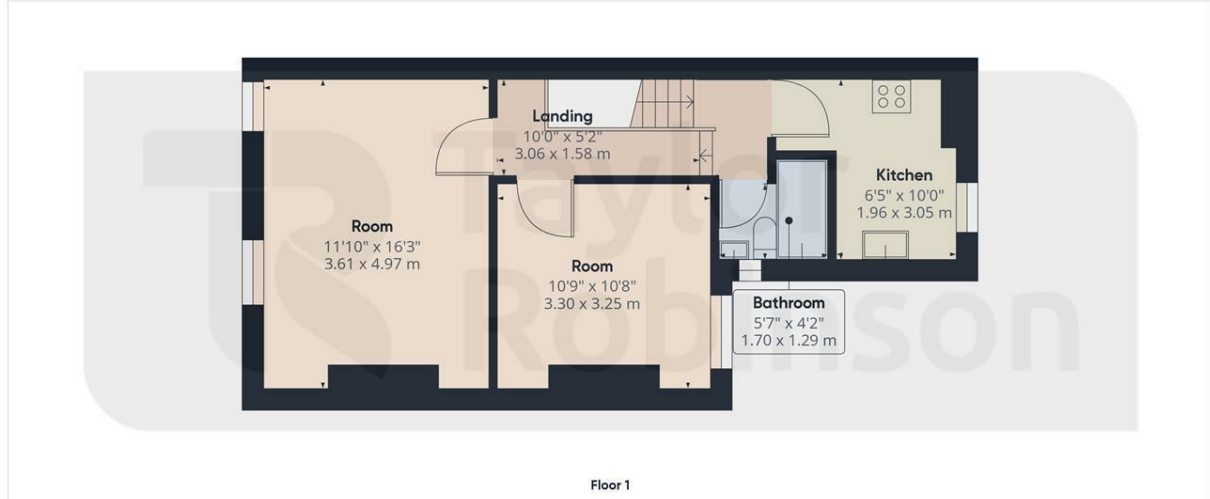 Landing
10'0" x 5'2"
3.06 x 1.58 m
Kitchen
6'5" x 10'0"
1.96 x 3.05 m
Room
11'10" x 16'3"
3.61 x 4.97 m
Room
10'9" x 10'8"
3.30 x 3.25 m
Bathroom
5'7" x 4'2"
1.70 x 1.29 m
Taylor
Robinson
Floor 1